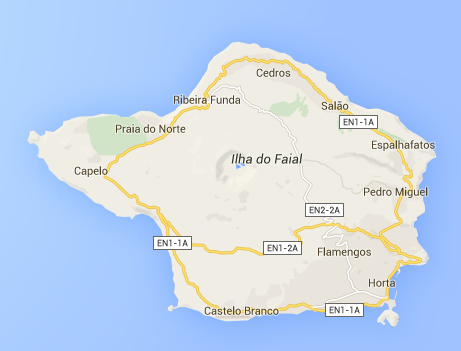 Cedros
Ribeira Funda
Salão
EN1-1A
Praia do Norte
Espalhafatos
Ilha do Faial
Capelo
Pedro Miguel
EN2-2A
EN1-1A
EN1-2A
Flamengos
Horta
Castelo Branco
EN1-1A